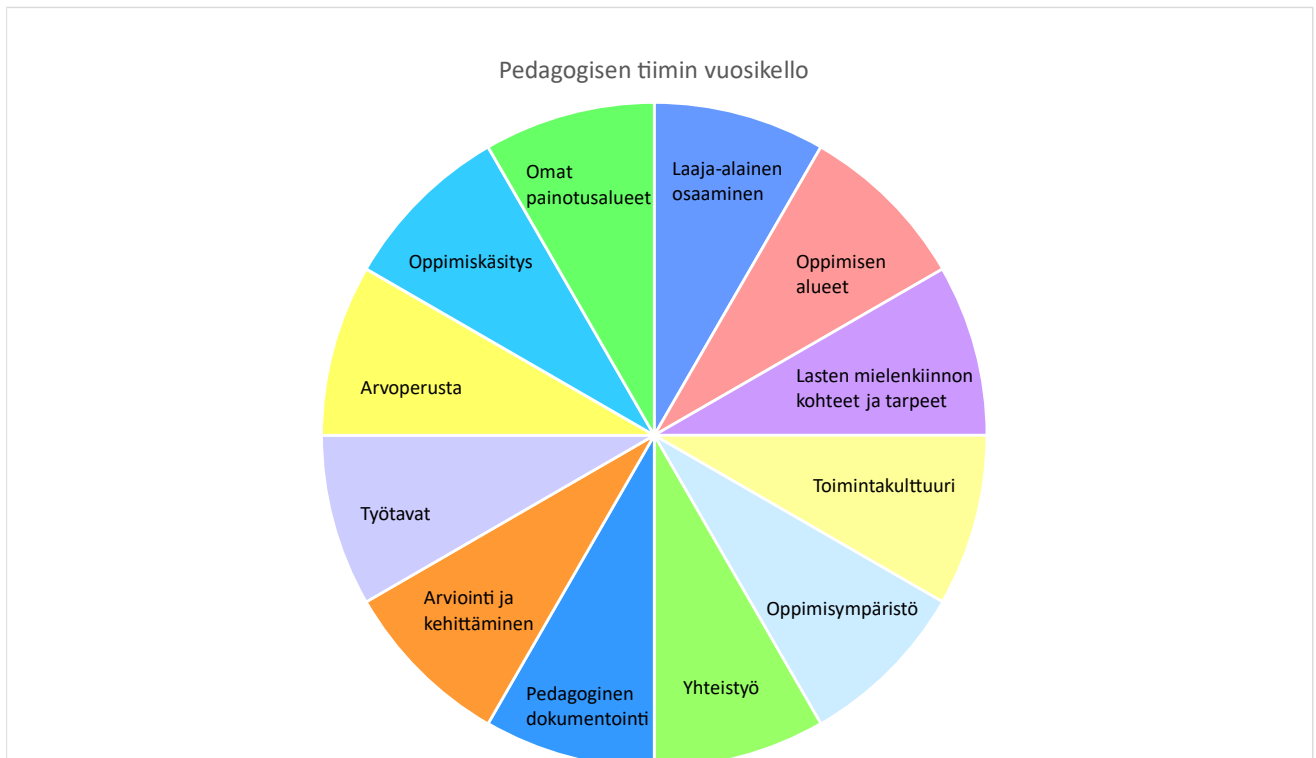 Pedagogisen tiimin vuosikello
Laaja-alainen
osaaminen
Oppimisen
alueet
Lasten mielenkiinnon
kohteet ja tarpeet
Toimintakulttuuri
Oppimisympäristö
Yhteistyö
Pedagoginen
dokumentointi
Arviointi ja
kehittäminen
Työtavat
Arvoperusta
Oppimiskäsitys
Omat
painotusalueet